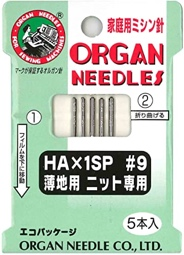 家庭用ミシン針
ORGAN NEEDLES
ORGAN
NEEDLES
マークが保証するオルガン針
①
フィルムを下に移動
②
折り曲げる
HA×1SP #9
薄地用 ニット専用
エコパッケージ
5本入
ORGAN NEEDLE CO., LTD.